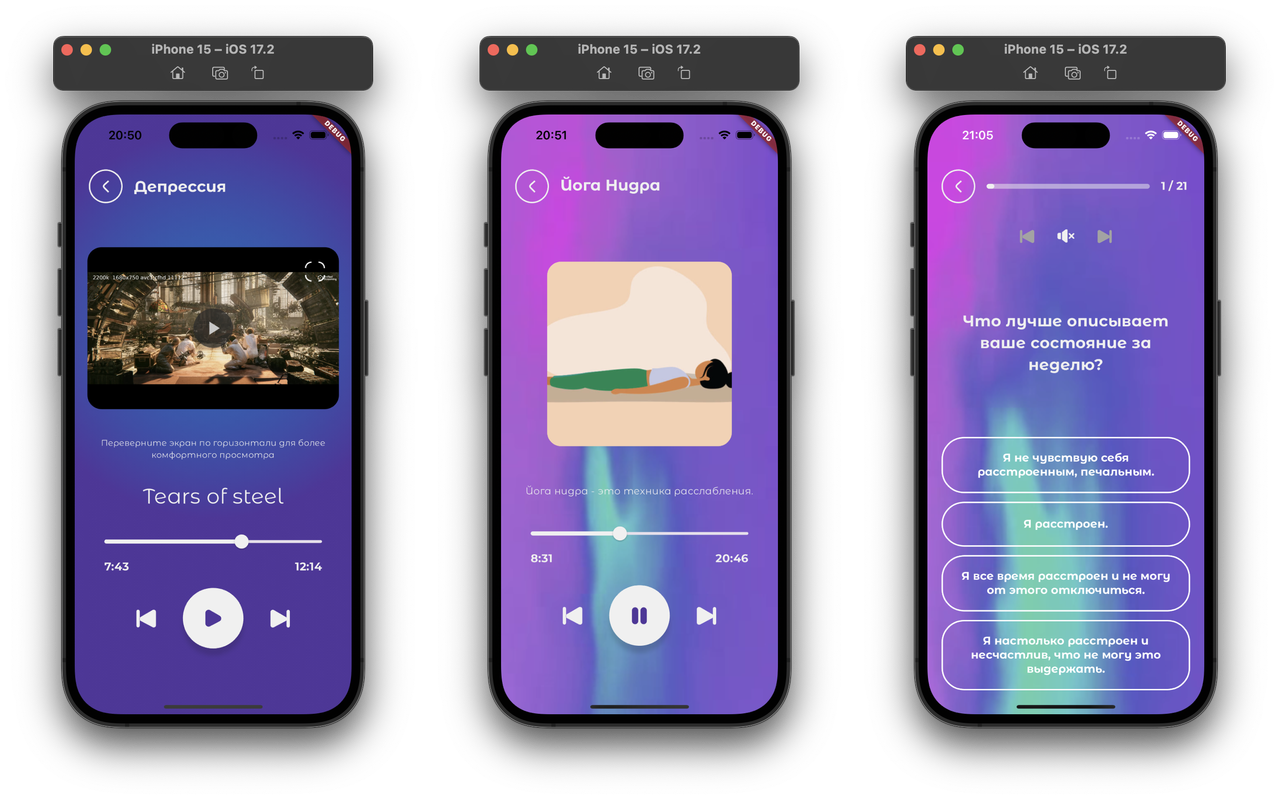 iPhone 15 – iOS 17.2
20:50
DEBUG
Депрессия
2200k
Переверните экран по горизонтали для более
комфортного просмотра
Tears of steel
7:43
12:14
iPhone 15 – iOS 17.2
20:51
DEBUG
Йога Нидра
Йога нидра - это техника расслабления.
8:31
20:46
iPhone 15 – iOS 17.2
21:05
DEBUG
1 / 21
Что лучше описывает
ваше состояние за
неделю?
Я не чувствую себя
расстроенным, печальным.
Я расстроен.
Я все время расстроен и не могу
от этого отключиться.
Я настолько расстроен и
несчастлив, что не могу это
выдержать.